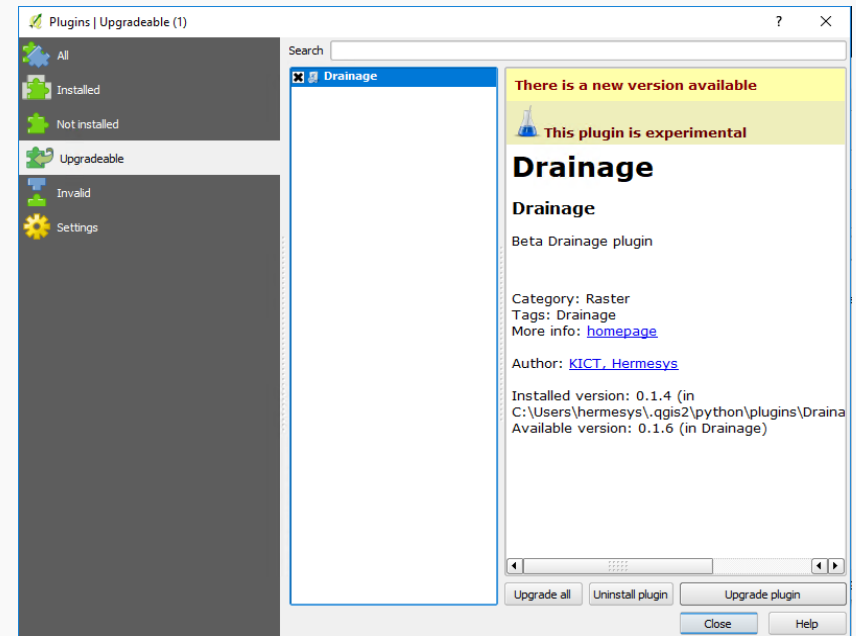 Plugins | Upgradeable (1)
?
All
Installed
Not installed
Upgradeable
Invalid
Settings
Search
Drainage
There is a new version available
This plugin is experimental
Drainage
Drainage
Beta Drainage plugin
Category: Raster
Tags: Drainage
More info: homepage
Author: KICT, Hermesys
Installed version: 0.1.4 (in
C:\Users\hermesys\.qgis2\python\plugins\Draina
Available version: 0.1.6 (in Drainage)
Upgrade all
Uninstall plugin
Upgrade plugin
Close
Help